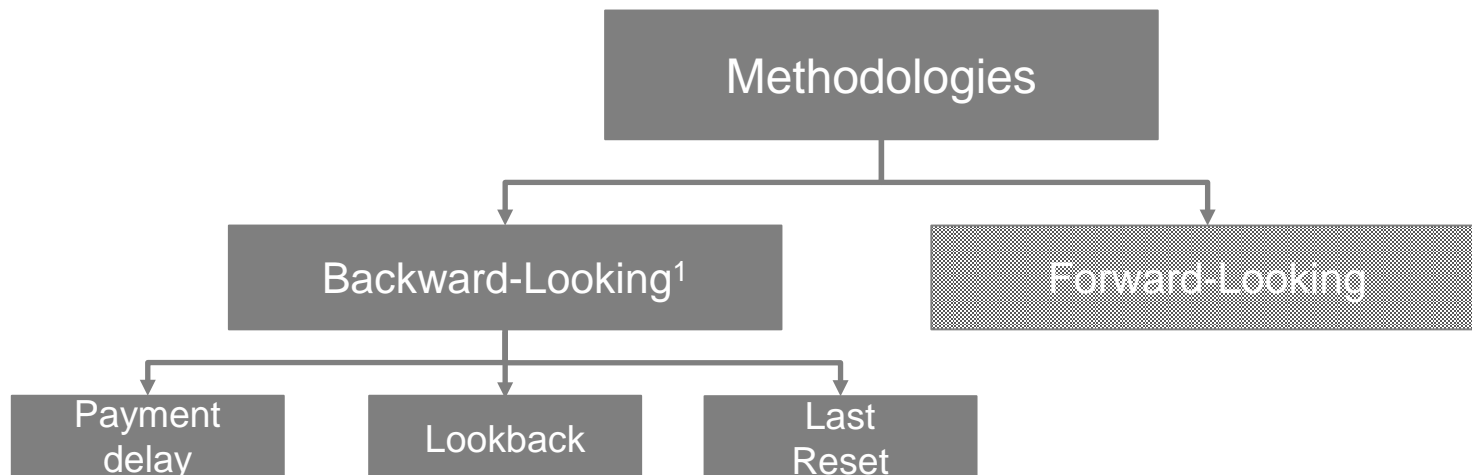 Methodologies
Backward-Looking¹
Forward-Looking
Payment
delay
Lookback
Last
Reset